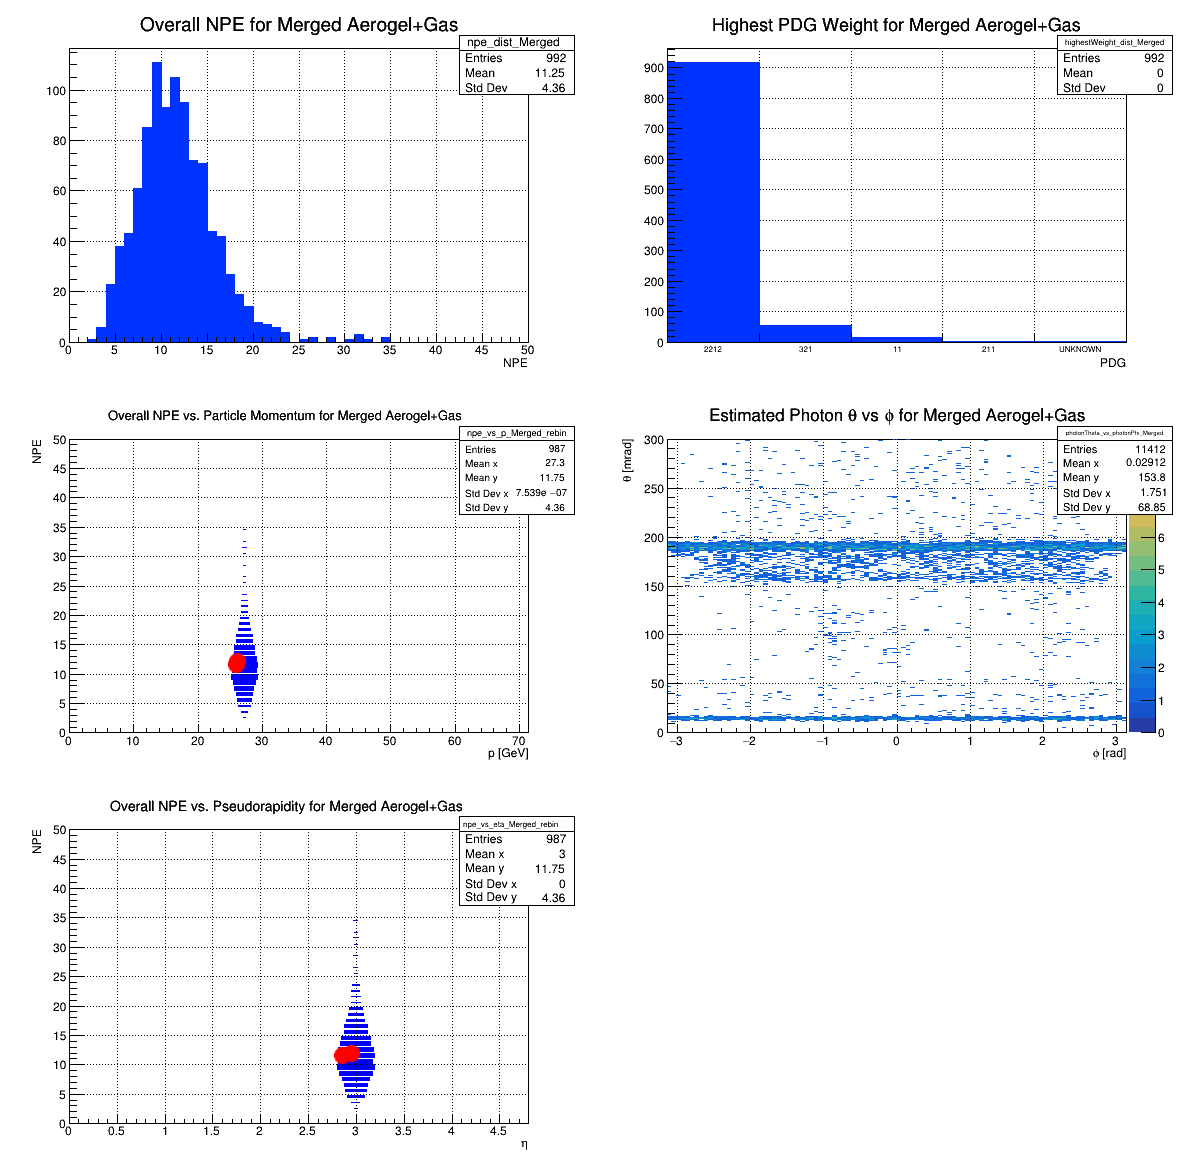 Overall NPE for Merged Aerogel+Gas
npe_dist_Merged
Entries 992
Mean 11.25
Std Dev 4.36
100
80
60
40
20
0
0 5 10 15 20 25 30 35 40 45 50
NPE
Highest PDG Weight for Merged Aerogel+Gas
highestWeight_dist_Merged
Entries 992
Mean 0
Std Dev 0
900
800
700
600
500
400
300
200
100
0
2212 321 11 211 UNKNOWN
PDG
Overall NPE vs. Particle Momentum for Merged Aerogel+Gas
npe_vs_p_Merged_rebin
Entries 987
Mean x 27.3
Mean y 11.75
Std Dev x 7.539e −07
Std Dev y 4.36
NPE
50
45
40
35
30
25
20
15
10
5
0
0 10 20 30 40 50 60 70
p [GeV]
Estimated Photon θ vs ϕ for Merged Aerogel+Gas
photonTheta_vs_photonPhi_Merged
Entries 11412
Mean x 0.02912
Mean y 153.8
Std Dev x 1.751
Std Dev y 68.85
θ [mrad]
300
250
200
150
100
50
0
−3 −2 −1 0 1 2 3
ϕ [rad]
6
5
4
3
2
1
0
Overall NPE vs. Pseudorapidity for Merged Aerogel+Gas
npe_vs_eta_Merged_rebin
Entries 987
Mean x 3
Mean y 11.75
Std Dev x 0
Std Dev y 4.36
NPE
50
45
40
35
30
25
20
15
10
5
0
0 0.5 1 1.5 2 2.5 3 3.5 4 4.5
η